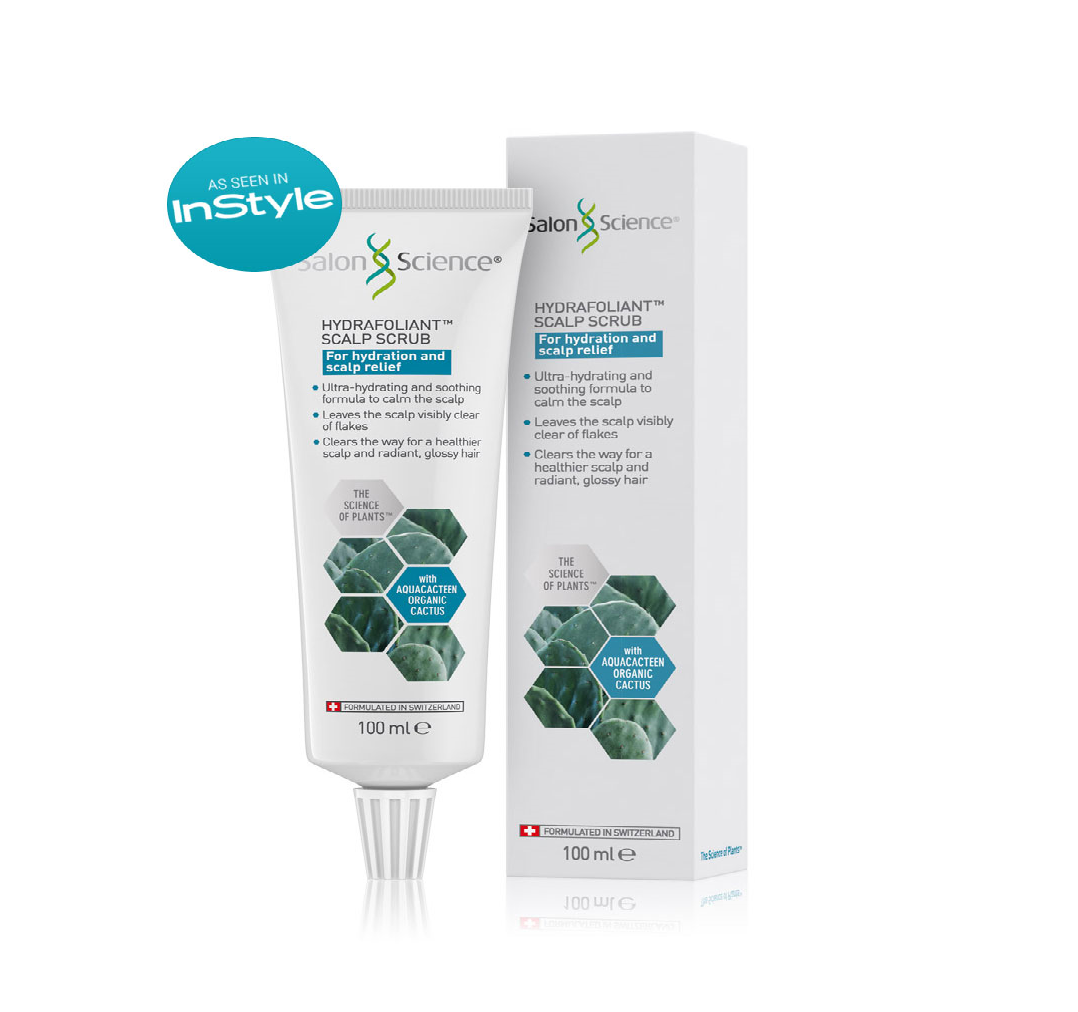 AS SEEN IN
InStyle
Salon Science®
HYDRAFOLIANT™
SCALP SCRUB
For hydration and
scalp relief
Ultra-hydrating and soothing
formula to calm the scalp
Leaves the scalp visibly clear
of flakes
Clears the way for a healthier
scalp and radiant, glossy hair
THE
SCIENCE
OF PLANTS™
with
AQUACACTEEN
ORGANIC
CACTUS
FORMULATED IN SWITZERLAND
100 ml ℮
Salon Science®
HYDRAFOLIANT™
SCALP SCRUB
For hydration and
scalp relief
Ultra-hydrating and
soothing formula to
calm the scalp
Leaves the scalp visibly
clear of flakes
Clears the way for a
healthier scalp and
radiant, glossy hair
THE
SCIENCE
OF PLANTS™
with
AQUACACTEEN
ORGANIC
CACTUS
FORMULATED IN SWITZERLAND
100 ml ℮
The Science of Plants™